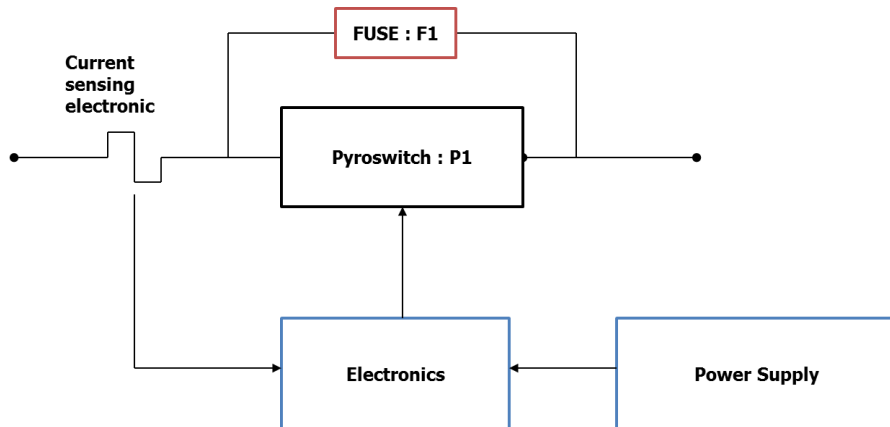 FUSE : F1
Current
sensing
electronic
Pyroswitch : P1
Electronics
Power Supply